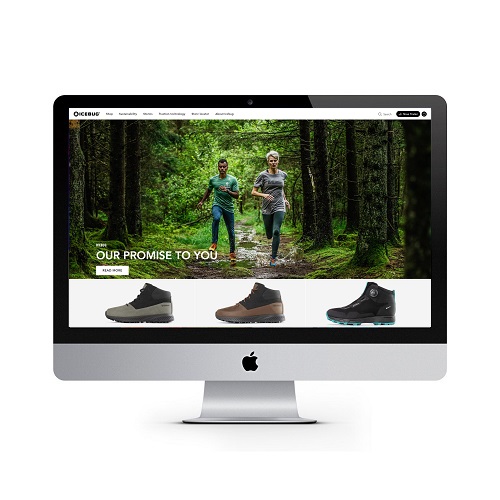 ICEBUG
Shop Sustainability Stories Traction technology Store locator About Icebug
Search
OUR PROMISE TO YOU
READ MORE